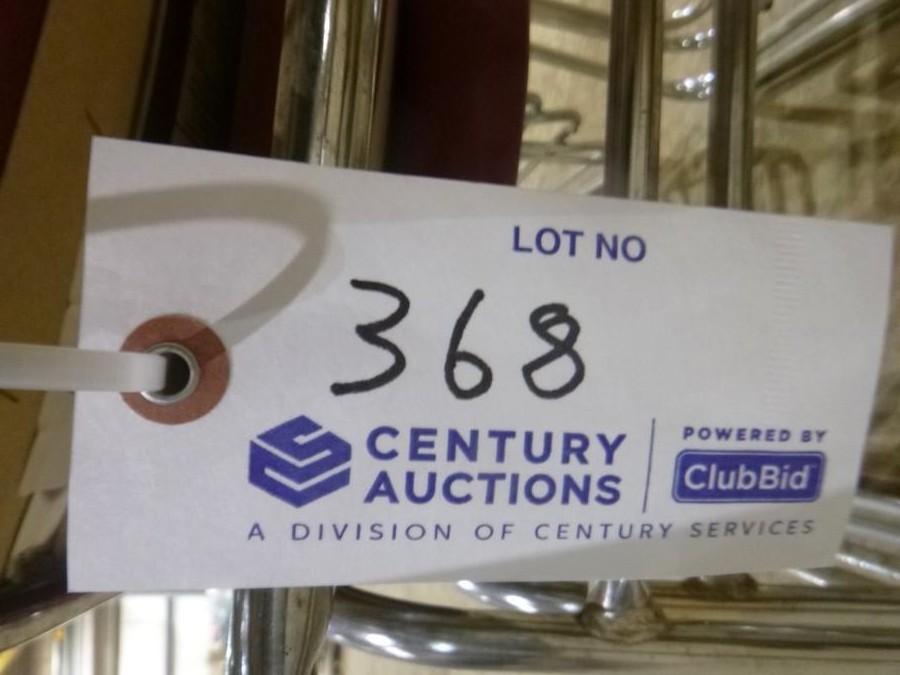 LOT NO
368
CENTURY
AUCTIONS
POWERED BY
ClubBid
A DIVISION OF CENTURY SERVICES